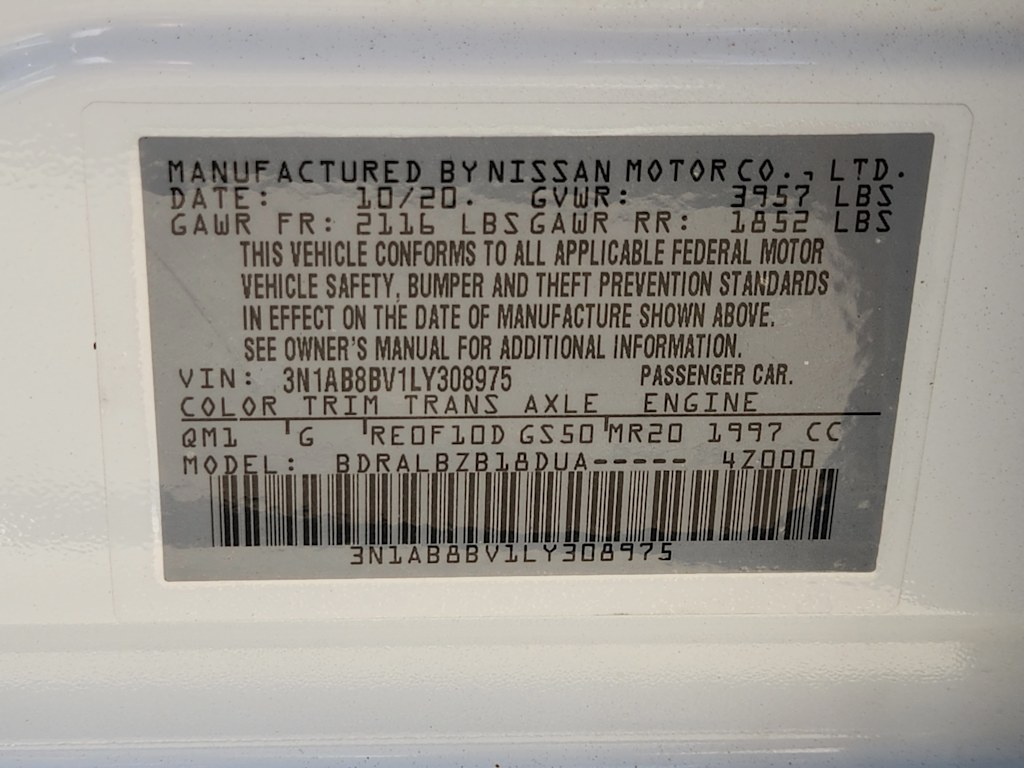 MANUFACTURED BY NISSAN MOTOR CO., LTD.
DATE: 10/20. GVWR: 3957 LBS
GAWR FR: 2116 LBS GAWR RR: 1852 LBS
THIS VEHICLE CONFORMS TO ALL APPLICABLE FEDERAL MOTOR
VEHICLE SAFETY, BUMPER AND THEFT PREVENTION STANDARDS
IN EFFECT ON THE DATE OF MANUFACTURE SHOWN ABOVE.
SEE OWNER'S MANUAL FOR ADDITIONAL INFORMATION.
VIN: 3N1AB8BV1LY308975 PASSENGER CAR.
COLOR TRIM TRANS AXLE ENGINE
QM1 G RE0F10D GS50 MR20 1997 CC
MODEL: BDRALBZB18DUA----- 4Z000
3N1AB8BV1LY308975